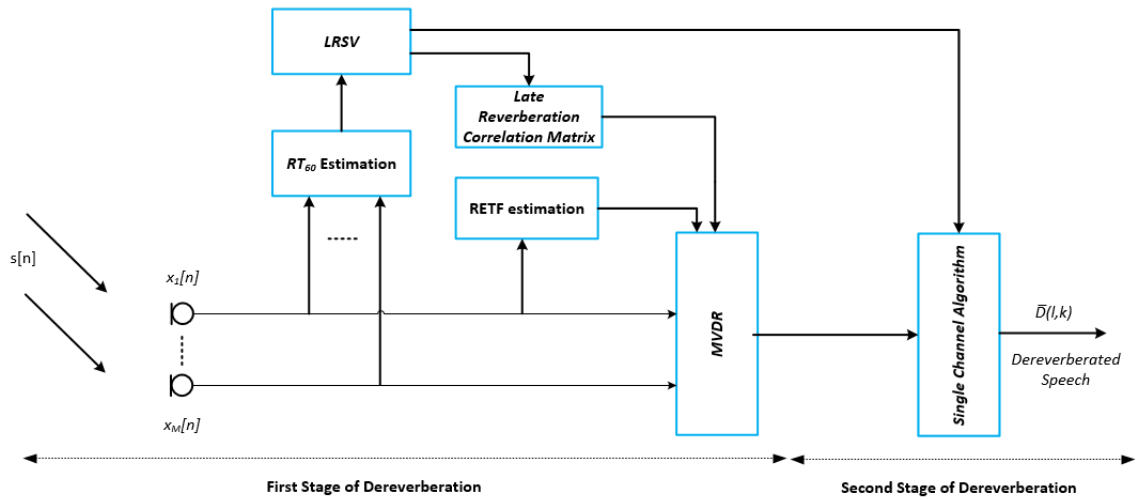 LRSV
Late
Reverberation
Correlation Matrix
RT₆₀ Estimation
RETF estimation
s[n]
x₁[n]
MVDR
Single Channel Algorithm
D̅(l,k)
Dereverberated
Speech
x_M[n]
First Stage of Dereverberation
Second Stage of Dereverberation